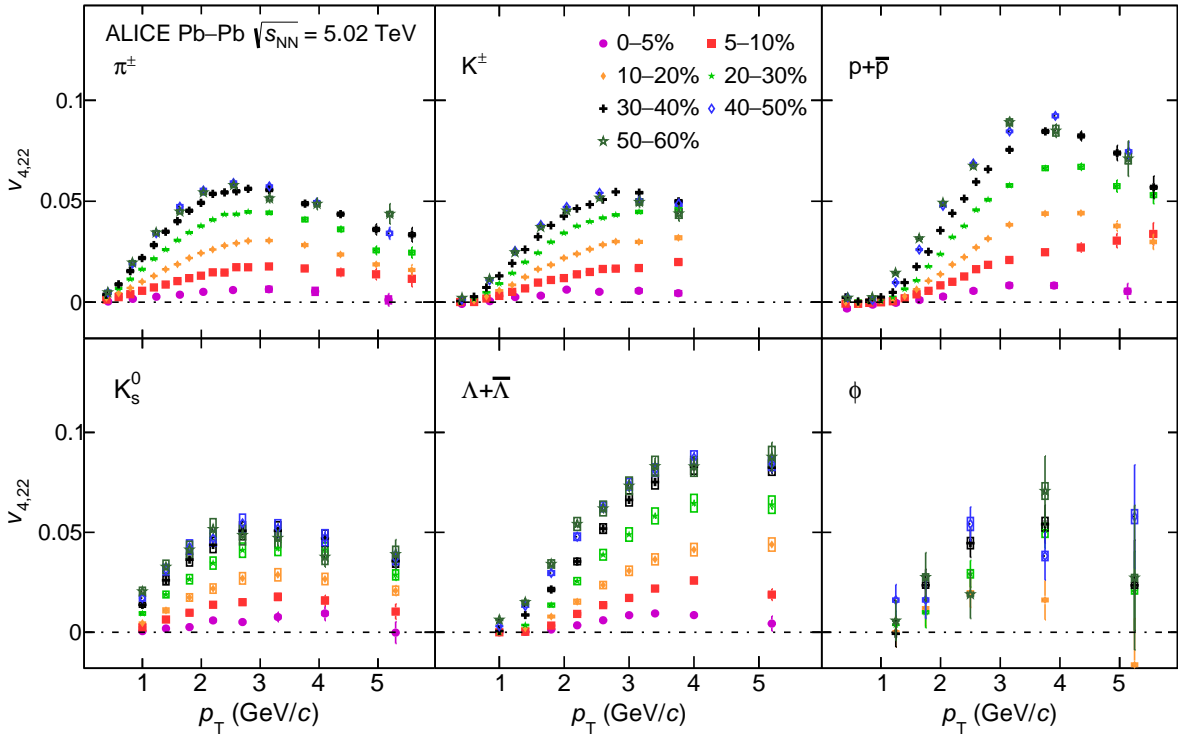 ALICE Pb–Pb √sNN = 5.02 TeV
π±
K±
p+p̅
0–5%
5–10%
10–20%
20–30%
30–40%
40–50%
50–60%
v4,22
0.1
0.05
0
K0s
Λ+Λ̅
ϕ
v4,22
0.1
0.05
0
1 2 3 4 5
1 2 3 4 5
1 2 3 4 5
pT (GeV/c)
pT (GeV/c)
pT (GeV/c)